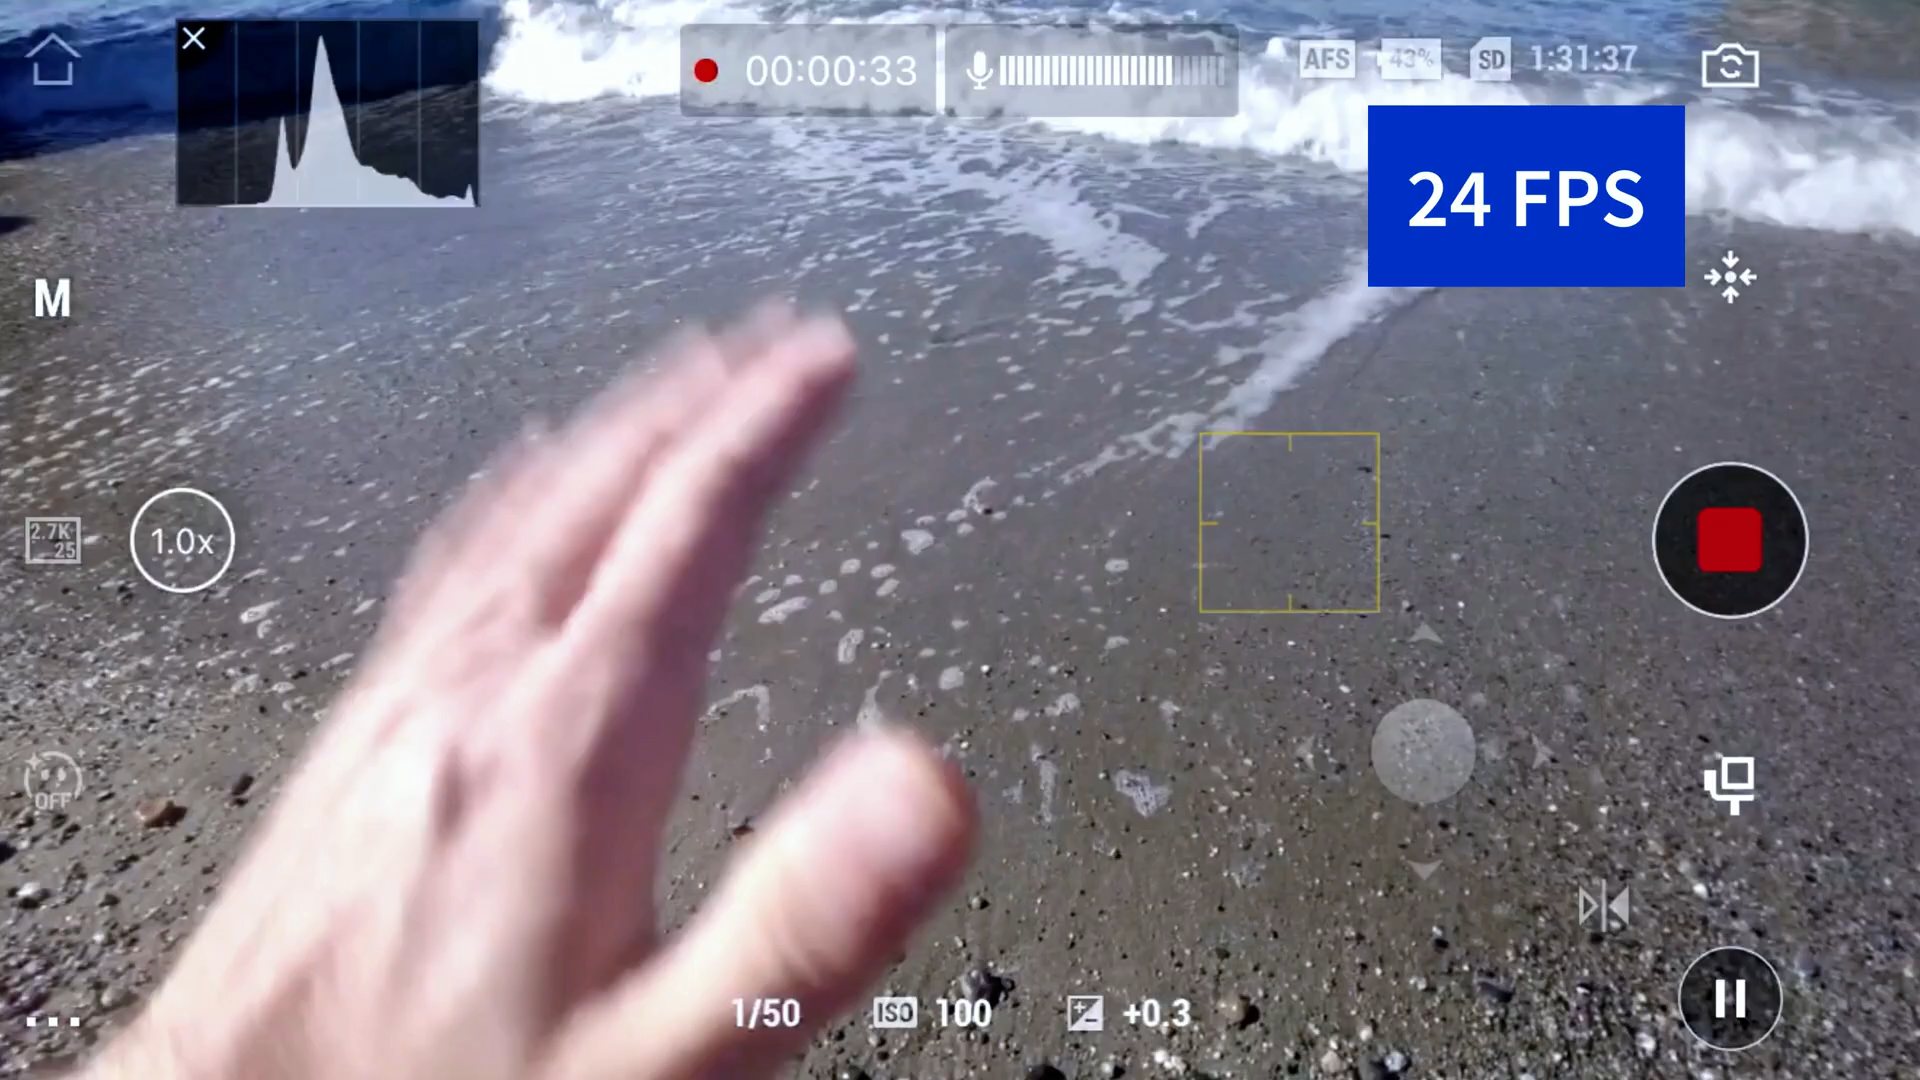 00:00:33
AFS
43%
SD
1:31:37
24 FPS
M
2.7K
25
1.0x
OFF
1/50
ISO 100
+0.3